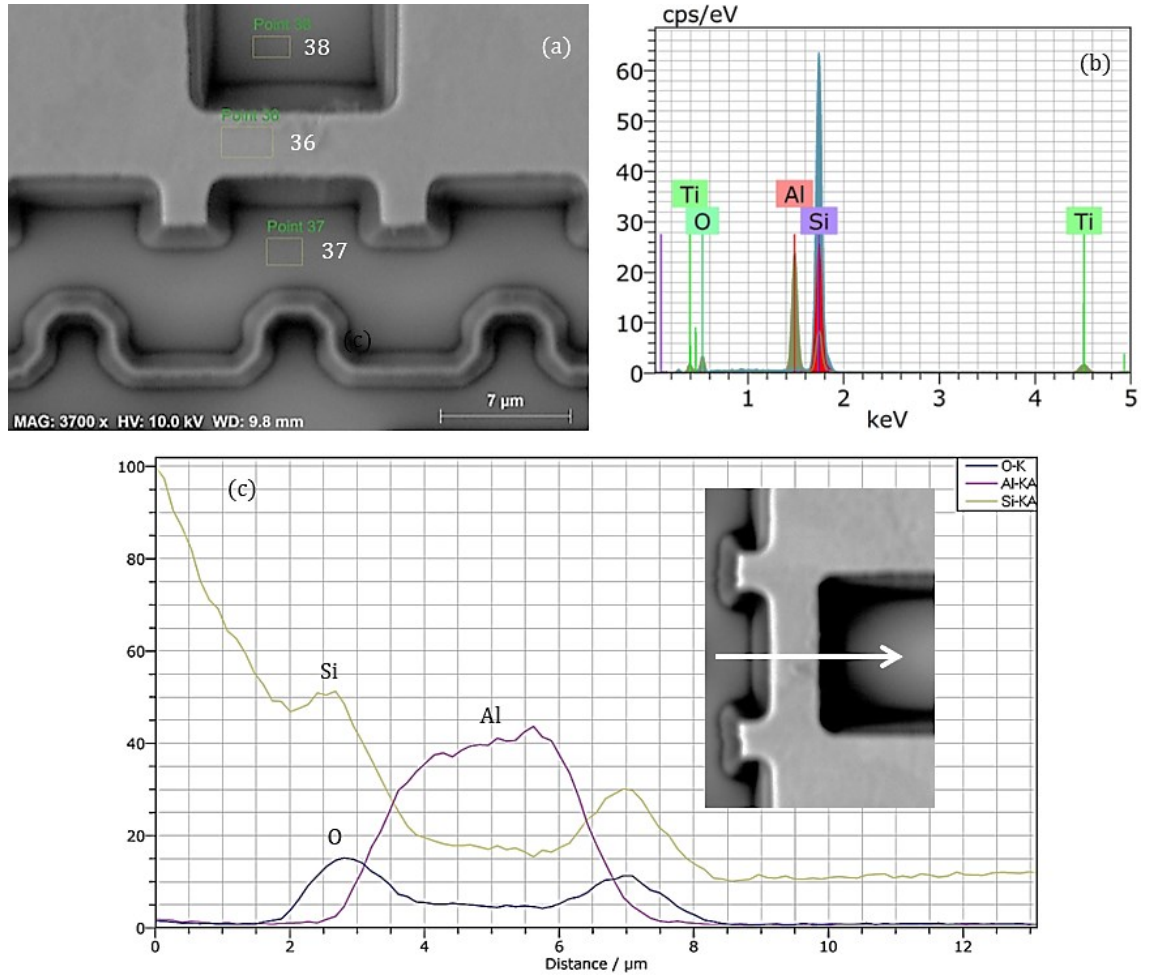 Point 38
38
(a)
Point 36
36
Point 37
37
(c)
7 µm
MAG: 3700 x HV: 10.0 kV WD: 9.8 mm
cps/eV
(b)
60
50
40
30
20
10
0
Ti
O
Al
Si
Ti
1
2
3
4
5
keV
(c)
O-K
Al-KA
Si-KA
100
80
60
40
20
0
Si
Al
O
0
2
4
6
8
10
12
Distance / µm